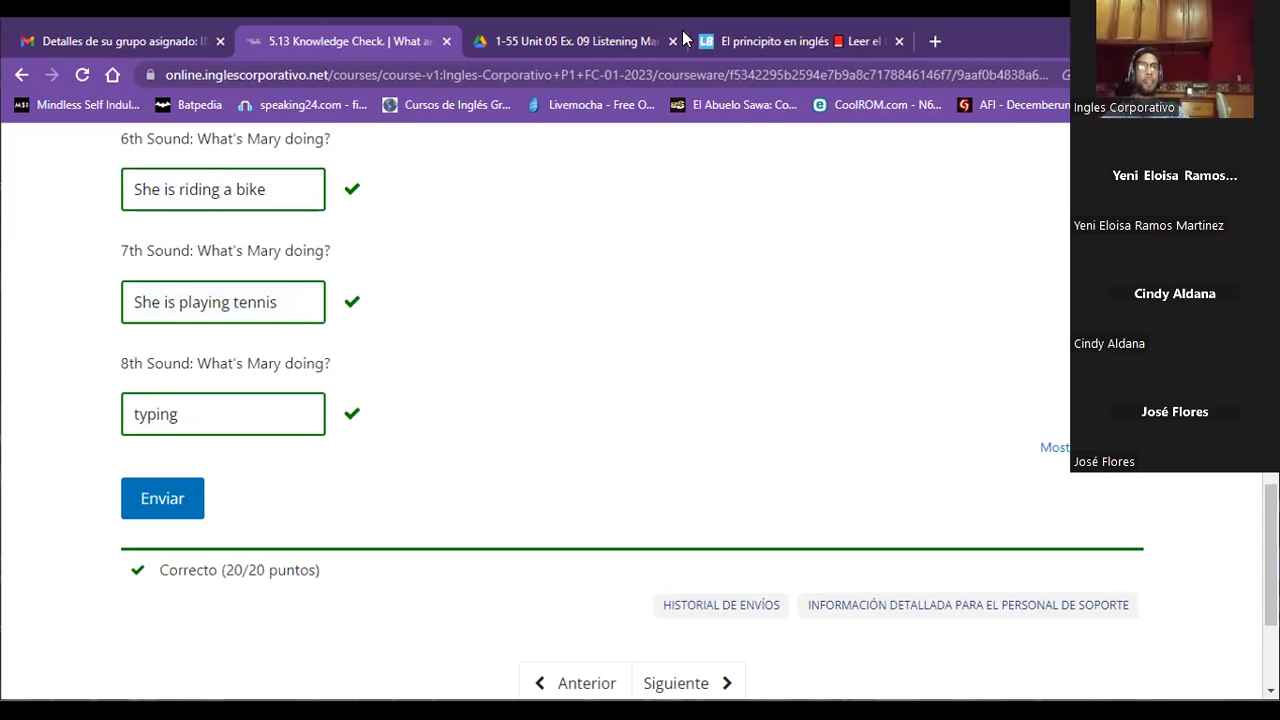 Detalles de su grupo asignado: I
5.13 Knowledge Check. | What ar
1-55 Unit 05 Ex. 09 Listening Ma
LB El principito en inglés 📕 Leer el
online.inglescorporativo.net/courses/course-v1:Ingles-Corporativo+P1+FC-01-2023/courseware/f5342295b2594e7b9a8c7178846146f7/9aaf0b4838a6...
Mindless Self Indul...
Batpedia
speaking24.com - fi...
Cursos de Inglés Gr...
Livemocha - Free O...
El Abuelo Sawa: Co...
CoolROM.com - N6...
AFI - Decemberun
6th Sound: What's Mary doing?
She is riding a bike
7th Sound: What's Mary doing?
She is playing tennis
8th Sound: What's Mary doing?
typing
Most
Enviar
Correcto (20/20 puntos)
HISTORIAL DE ENVÍOS
INFORMACIÓN DETALLADA PARA EL PERSONAL DE SOPORTE
Anterior
Siguiente
Ingles Corporativo
Yeni Eloisa Ramos...
Yeni Eloisa Ramos Martinez
Cindy Aldana
Cindy Aldana
José Flores
José Flores